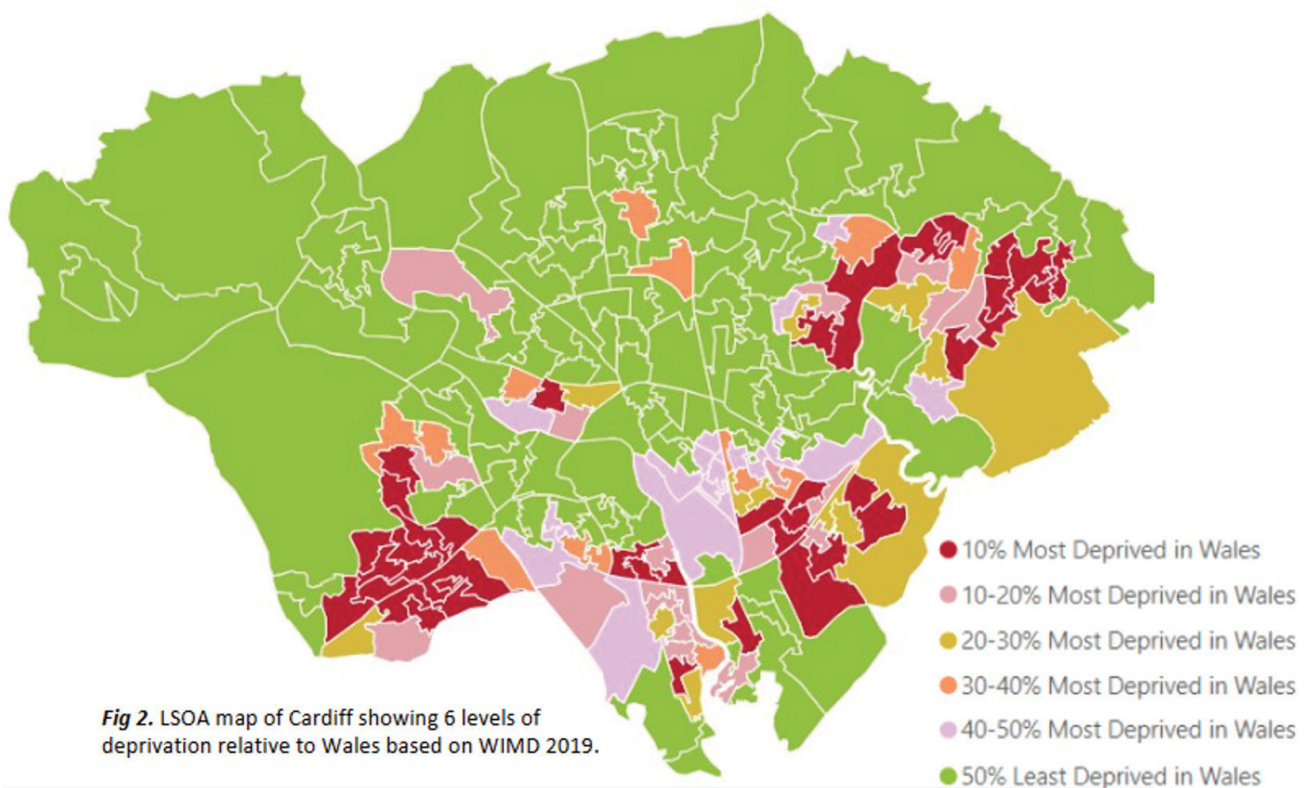 10% Most Deprived in Wales
10-20% Most Deprived in Wales
20-30% Most Deprived in Wales
30-40% Most Deprived in Wales
40-50% Most Deprived in Wales
50% Least Deprived in Wales
Fig 2. LSOA map of Cardiff showing 6 levels of
deprivation relative to Wales based on WIMD 2019.